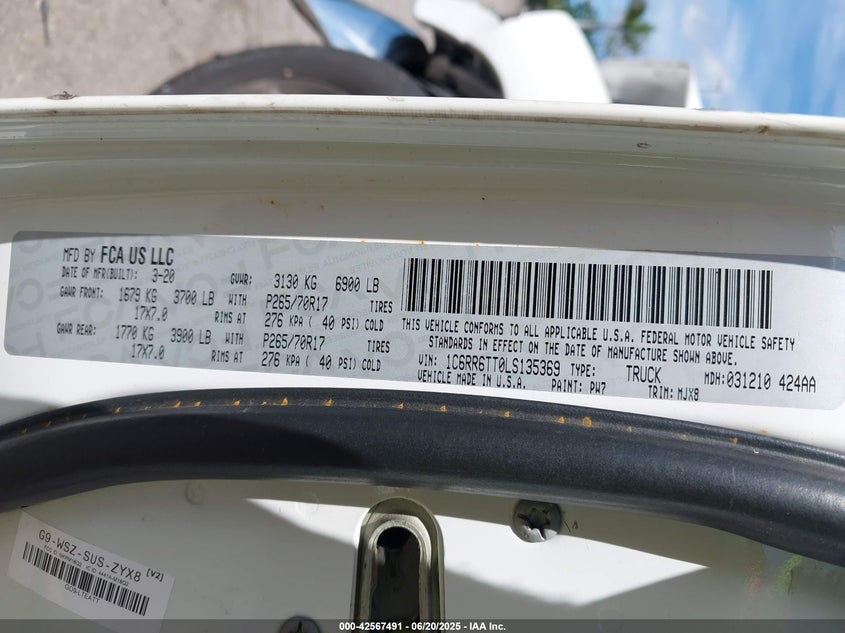 MFD BY FCA US LLC
DATE OF MFR(BUILT): 3-20 GVWR: 3130 KG 6900 LB
GAWR FRONT: 1679 KG 3700 LB WITH P265/70R17 TIRES
17X7.0 RIMS AT 276 KPA ( 40 PSI) COLD
GAWR REAR: 1770 KG 3900 LB WITH P265/70R17 TIRES
17X7.0 RIMS AT 276 KPA ( 40 PSI) COLD
THIS VEHICLE CONFORMS TO ALL APPLICABLE U.S.A. FEDERAL MOTOR VEHICLE SAFETY
STANDARDS IN EFFECT ON THE DATE OF MANUFACTURE SHOWN ABOVE.
VIN: 1C6RR6TT0LS135369 TYPE: TRUCK MDH:031210 424AA
VEHICLE MADE IN U.S.A. PAINT: PW7 TRIM: MJX8
G9-WSZ-SUS-ZYX8 [V2]
000-42567491 - 06/20/2025 - IAA Inc.